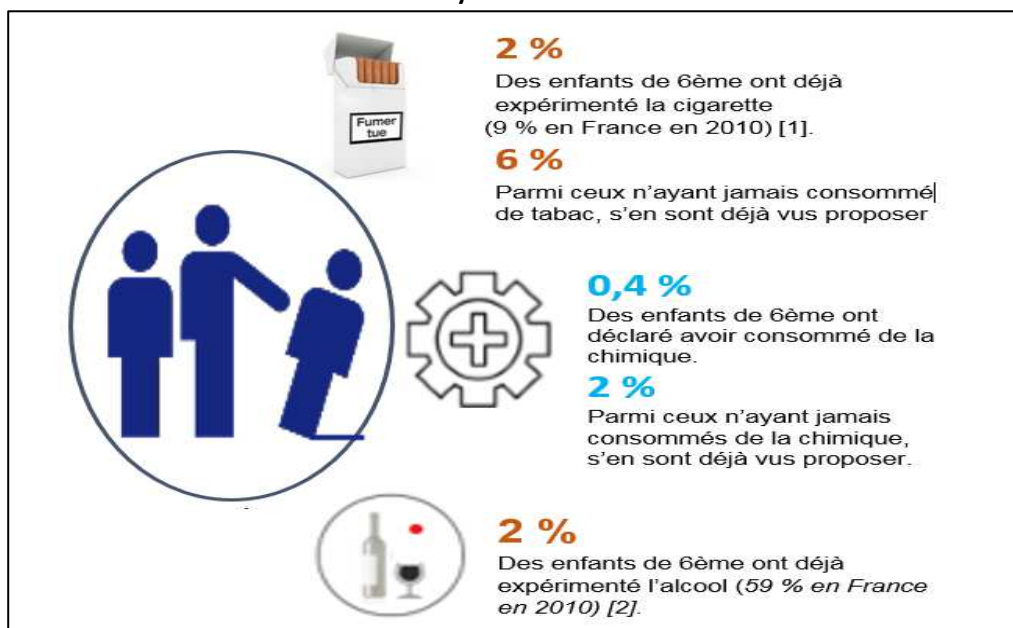 Fumer
tue
2 %
Des enfants de 6ème ont déjà
expérimenté la cigarette
(9 % en France en 2010) [1].
6 %
Parmi ceux n’ayant jamais consommé
de tabac, s’en sont déjà vus proposer
0,4 %
Des enfants de 6ème ont
déclaré avoir consommé de la
chimique.
2 %
Parmi ceux n’ayant jamais
consommés de la chimique,
s’en sont déjà vus proposer.
2 %
Des enfants de 6ème ont déjà
expérimenté l’alcool (59 % en France
en 2010) [2].